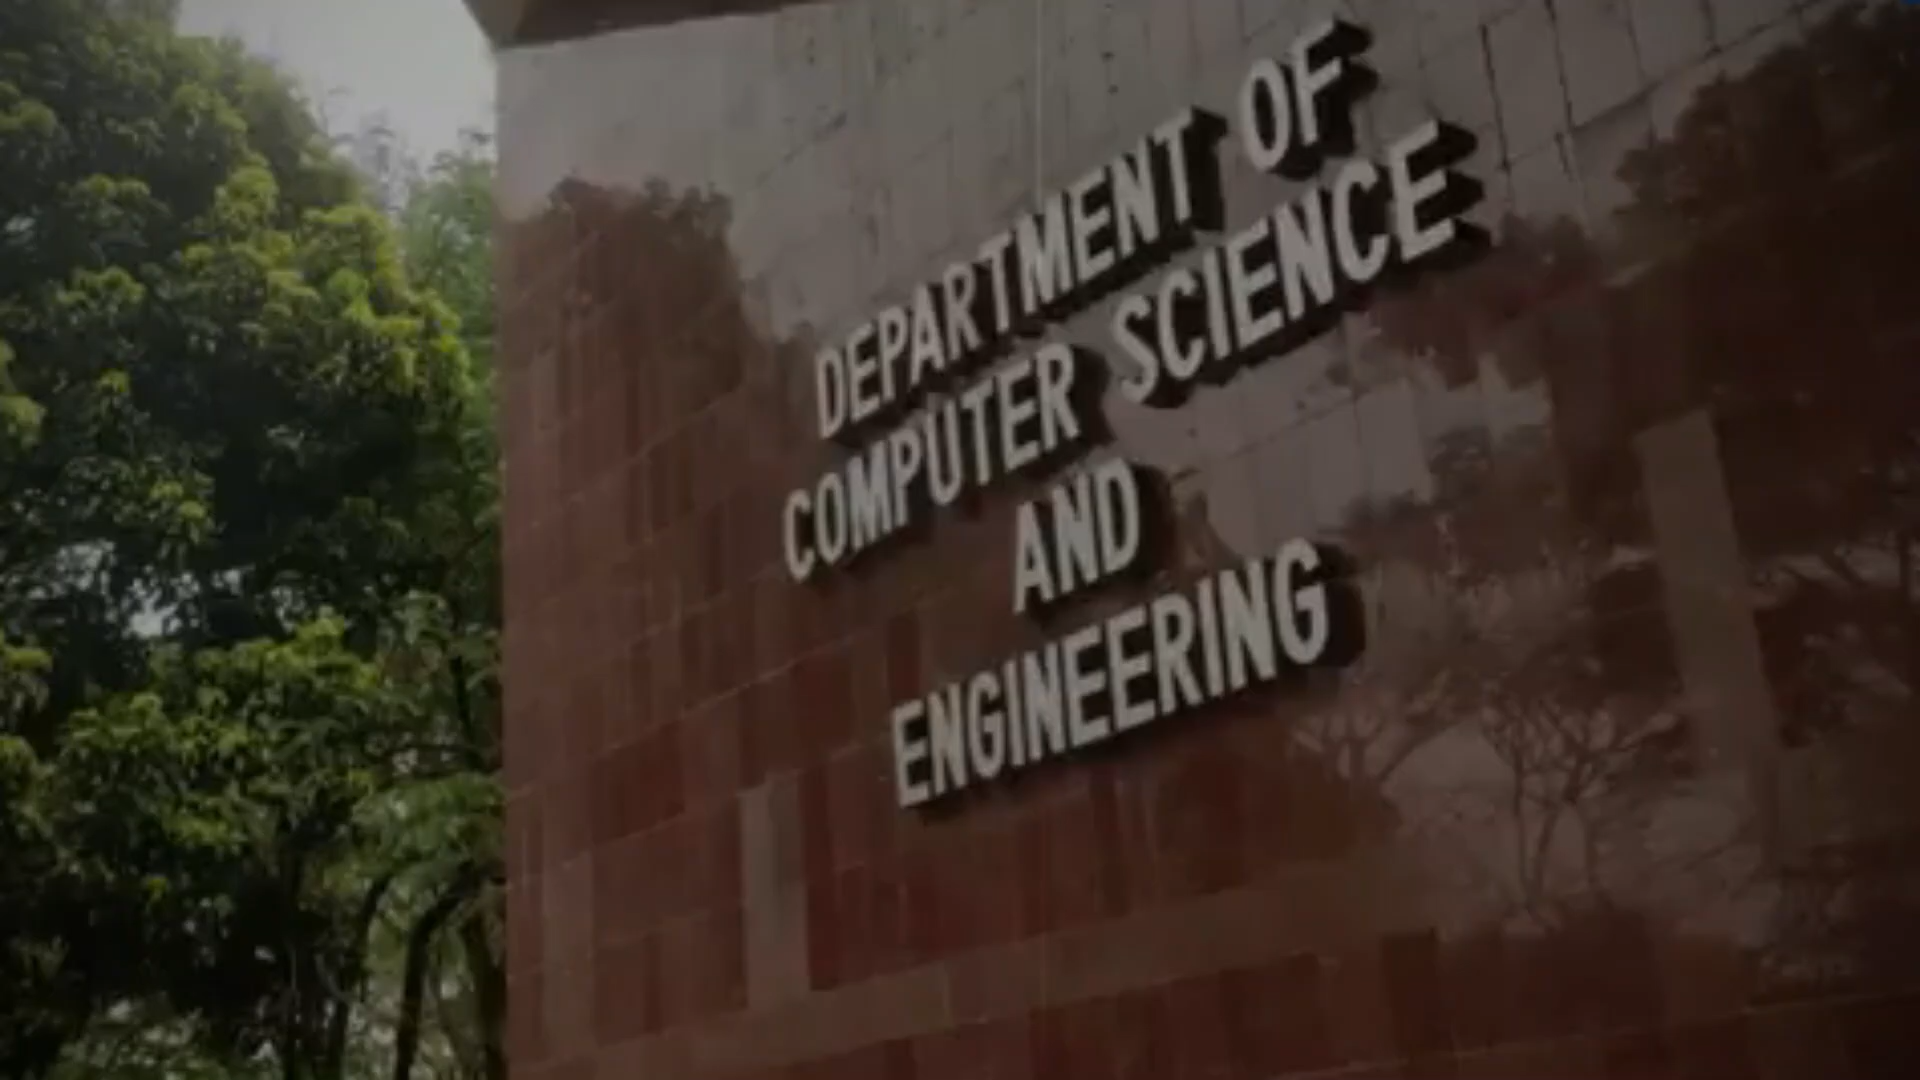 DEPARTMENT OF
COMPUTER SCIENCE
AND
ENGINEERING